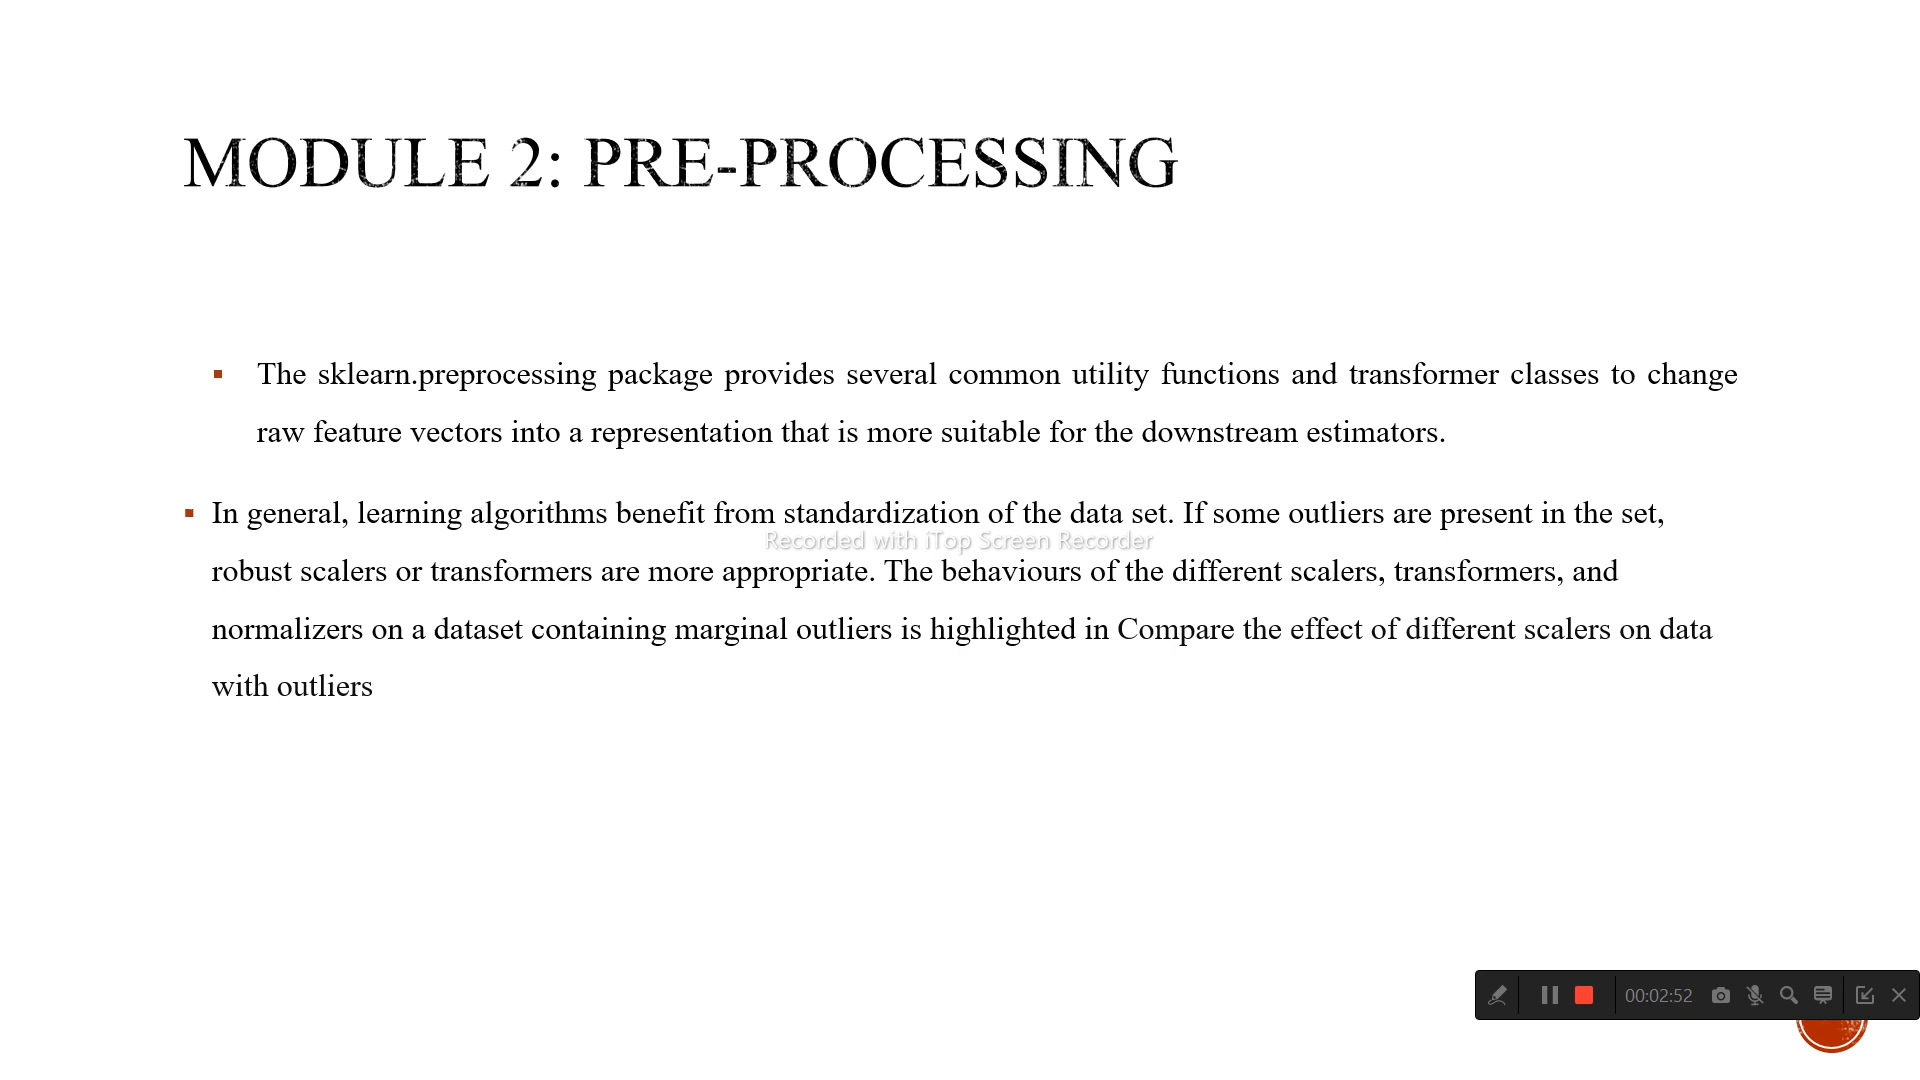 MODULE 2: PRE-PROCESSING
The sklearn.preprocessing package provides several common utility functions and transformer classes to change
raw feature vectors into a representation that is more suitable for the downstream estimators.
In general, learning algorithms benefit from standardization of the data set. If some outliers are present in the set,
Recorded with iTop Screen Recorder
robust scalers or transformers are more appropriate. The behaviours of the different scalers, transformers, and
normalizers on a dataset containing marginal outliers is highlighted in Compare the effect of different scalers on data
with outliers
00:02:52